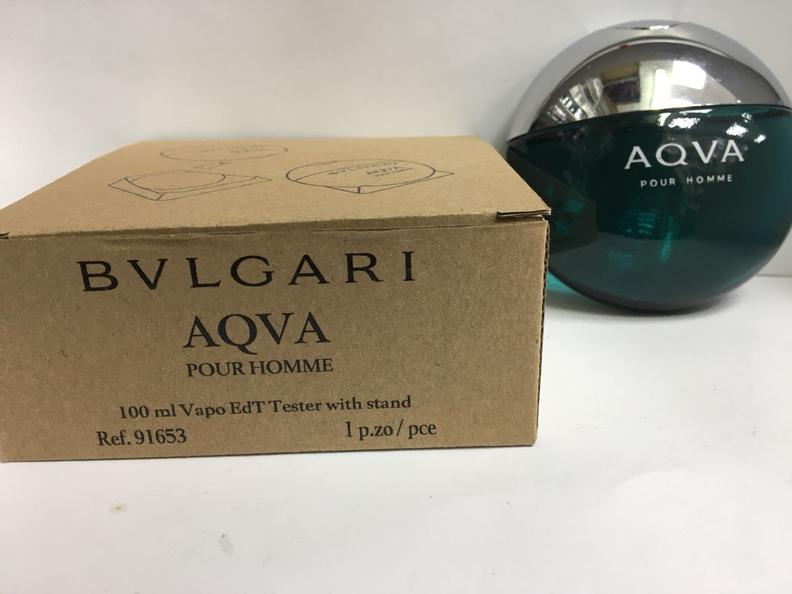 BVLGARI
AQVA
POUR HOMME
100 ml Vapo EdT Tester with stand
Ref. 91653
1 p.zo / pce
AQVA
POUR HOMME
AQVA